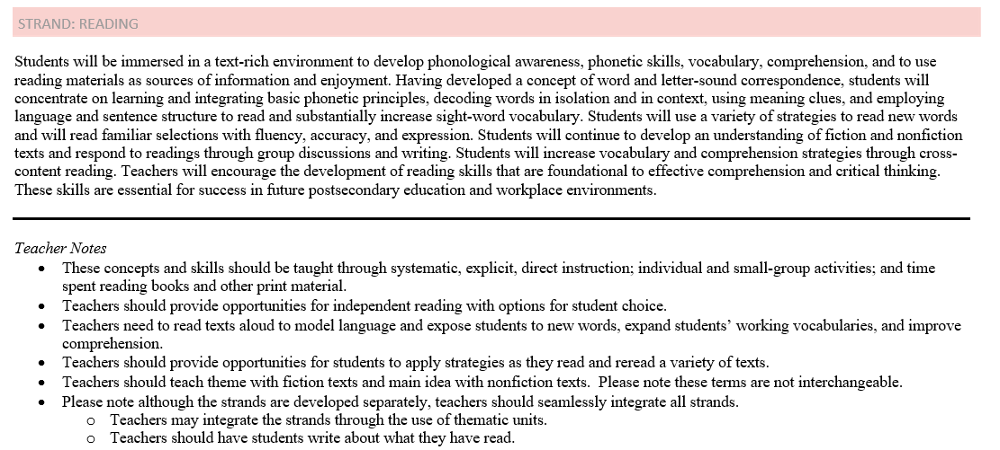 STRAND: READING
Students will be immersed in a text-rich environment to develop phonological awareness, phonetic skills, vocabulary, comprehension, and to use
reading materials as sources of information and enjoyment. Having developed a concept of word and letter-sound correspondence, students will
concentrate on learning and integrating basic phonetic principles, decoding words in isolation and in context, using meaning clues, and employing
language and sentence structure to read and substantially increase sight-word vocabulary. Students will use a variety of strategies to read new words
and will read familiar selections with fluency, accuracy, and expression. Students will continue to develop an understanding of fiction and nonfiction
texts and respond to readings through group discussions and writing. Students will increase vocabulary and comprehension strategies through cross-
content reading. Teachers will encourage the development of reading skills that are foundational to effective comprehension and critical thinking.
These skills are essential for success in future postsecondary education and workplace environments.
Teacher Notes
• These concepts and skills should be taught through systematic, explicit, direct instruction; individual and small-group activities; and time
spent reading books and other print material.
• Teachers should provide opportunities for independent reading with options for student choice.
• Teachers need to read texts aloud to model language and expose students to new words, expand students’ working vocabularies, and improve
comprehension.
• Teachers should provide opportunities for students to apply strategies as they read and reread a variety of texts.
• Teachers should teach theme with fiction texts and main idea with nonfiction texts.  Please note these terms are not interchangeable.
• Please note although the strands are developed separately, teachers should seamlessly integrate all strands.
o Teachers may integrate the strands through the use of thematic units.
o Teachers should have students write about what they have read.